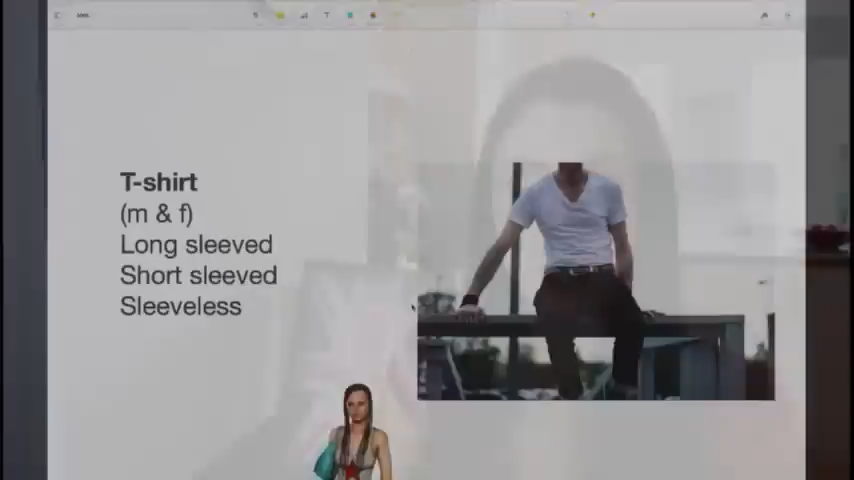 T-shirt
(m & f)
Long sleeved
Short sleeved
Sleeveless